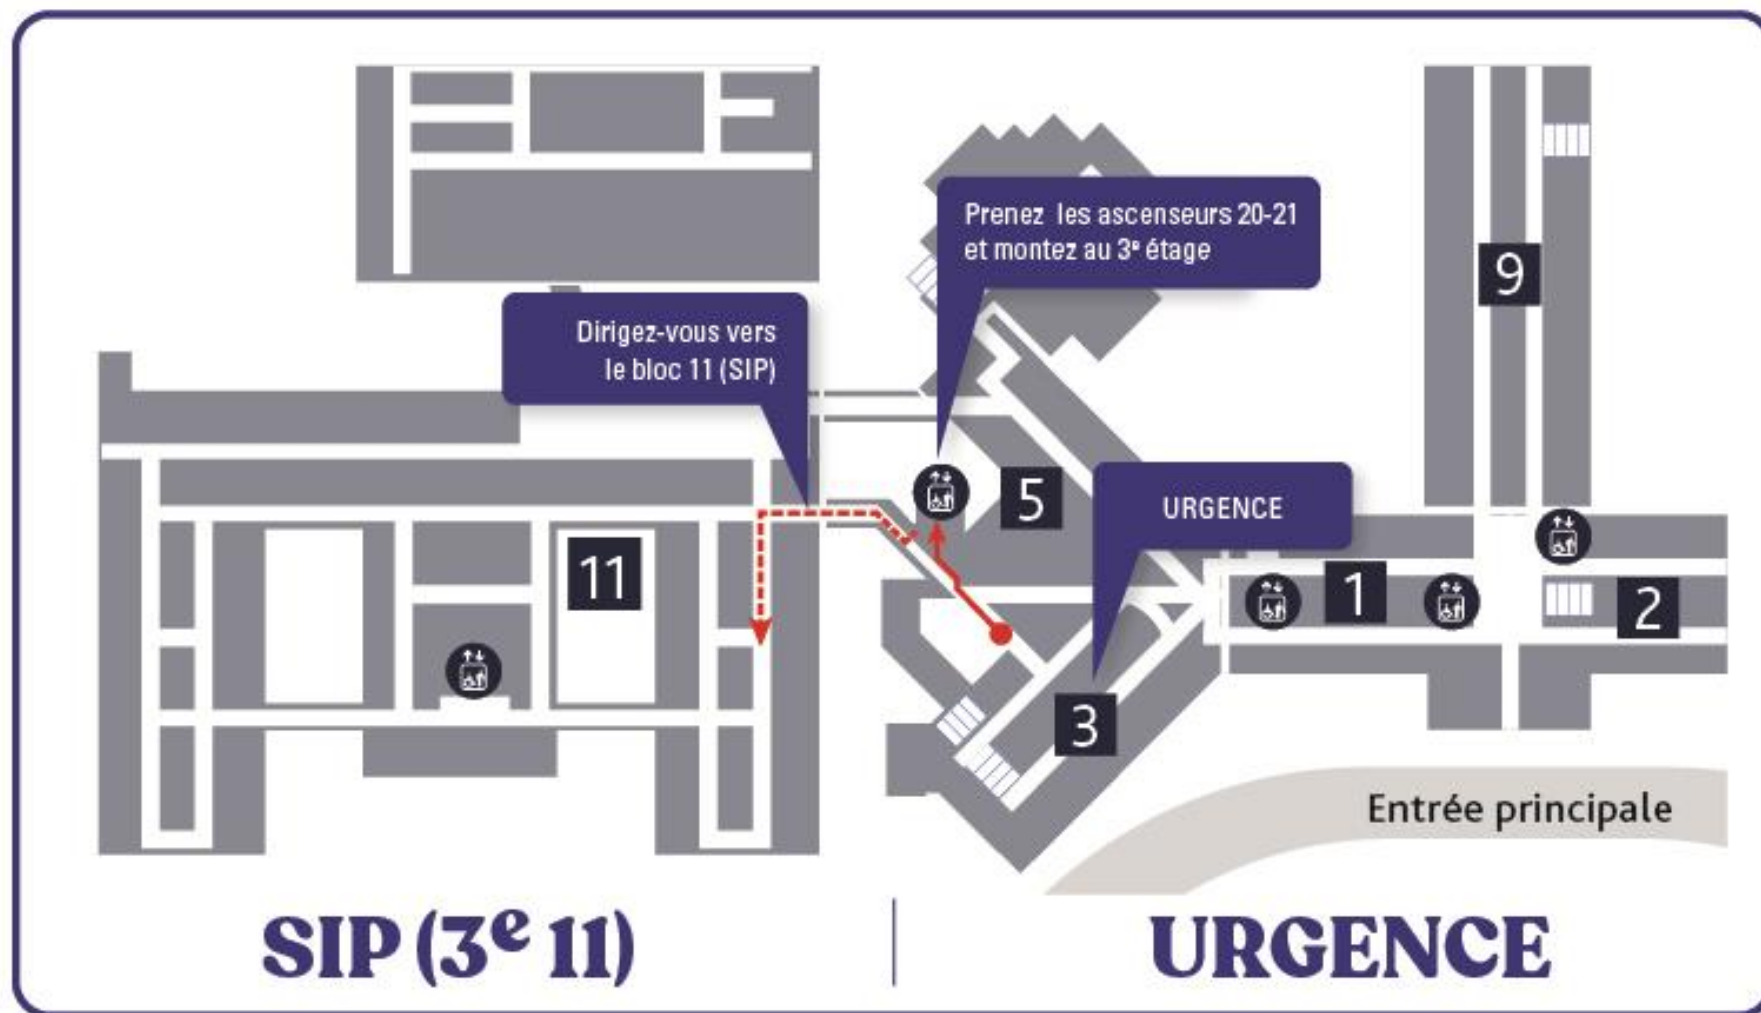 Prenez les ascenseurs 20-21
et montez au 3e étage
9
Dirigez-vous vers
le bloc 11 (SIP)
5
URGENCE
11
1
2
3
Entrée principale
SIP (3e 11)
URGENCE